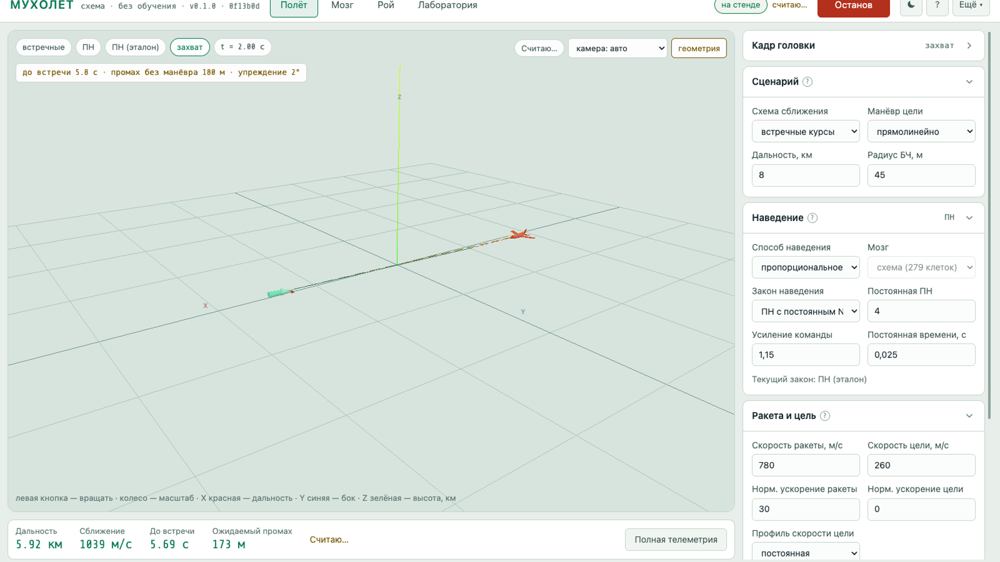 МУХОЛЁТ схема · без обучения · v0.1.0 · 0f13b0d Полёт Мозг Рой Лаборатория на стенде считаю… Останов ? Ещё ▾
встречные ПН ПН (эталон) захват t = 2.00 с Считаю… камера: авто геометрия
до встречи 5.8 с · промах без манёвра 180 м · упреждение 2°
Z
X
Y
левая кнопка — вращать · колесо — масштаб · X красная — дальность · Y синяя — бок · Z зелёная — высота, км
Дальность Сближение До встречи Ожидаемый промах
5.92 км 1039 м/с 5.69 с 173 м Считаю… Полная телеметрия
Кадр головки захват
Сценарий ?
Схема сближения Манёвр цели
встречные курсы прямолинейно
Дальность, км Радиус БЧ, м
8 45
Наведение ? ПН
Способ наведения Мозг
пропорциональное схема (279 клеток)
Закон наведения Постоянная ПН
ПН с постоянным N 4
Усиление команды Постоянная времени, с
1,15 0,025
Текущий закон: ПН (эталон)
Ракета и цель ?
Скорость ракеты, м/с Скорость цели, м/с
780 260
Норм. ускорение ракеты Норм. ускорение цели
30 0
Профиль скорости цели
постоянная